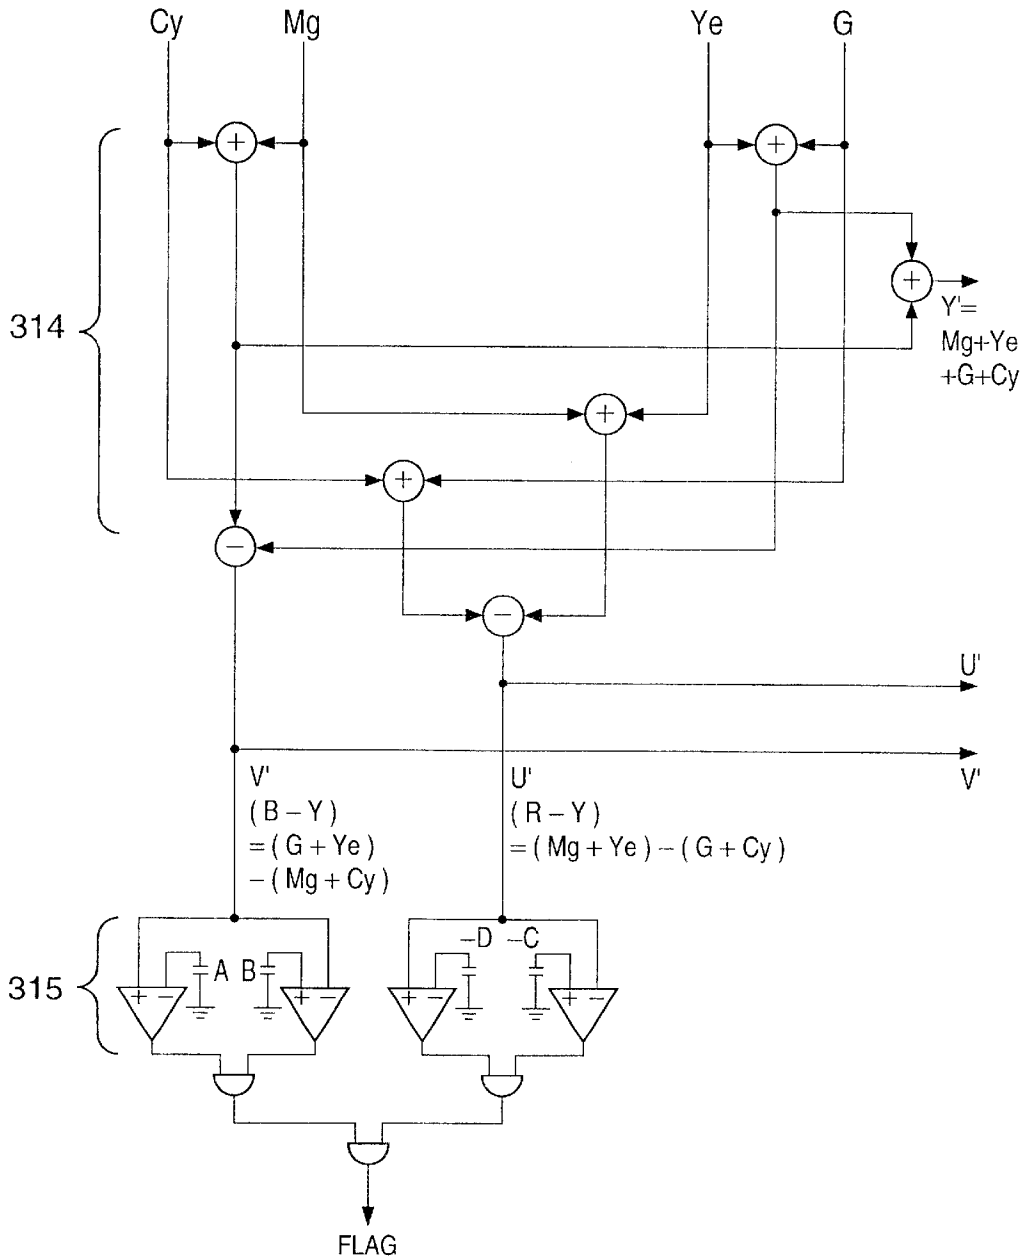 Cy Mg Ye G
+ +
+
Y'=
Mg+Ye
+G+Cy
314
+
+
−
−
U'
V'
V'
(B−Y)
=(G+Ye)
−(Mg+Cy)
U'
(R−Y)
=(Mg+Ye)−(G+Cy)
315
A B −D −C
+ − + − + − + −
FLAG